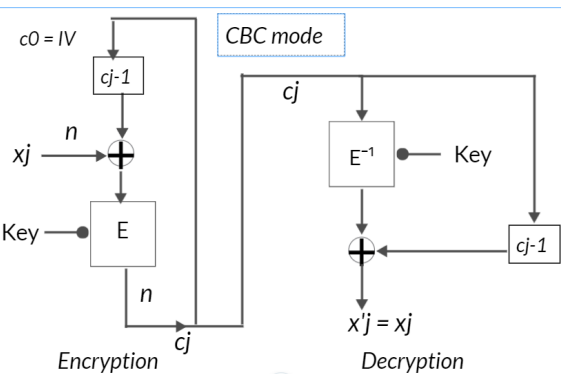 c0 = IV
CBC mode
cj-1
cj
n
xj
E⁻¹
Key
Key
E
cj-1
n
x'j = xj
cj
Encryption
Decryption